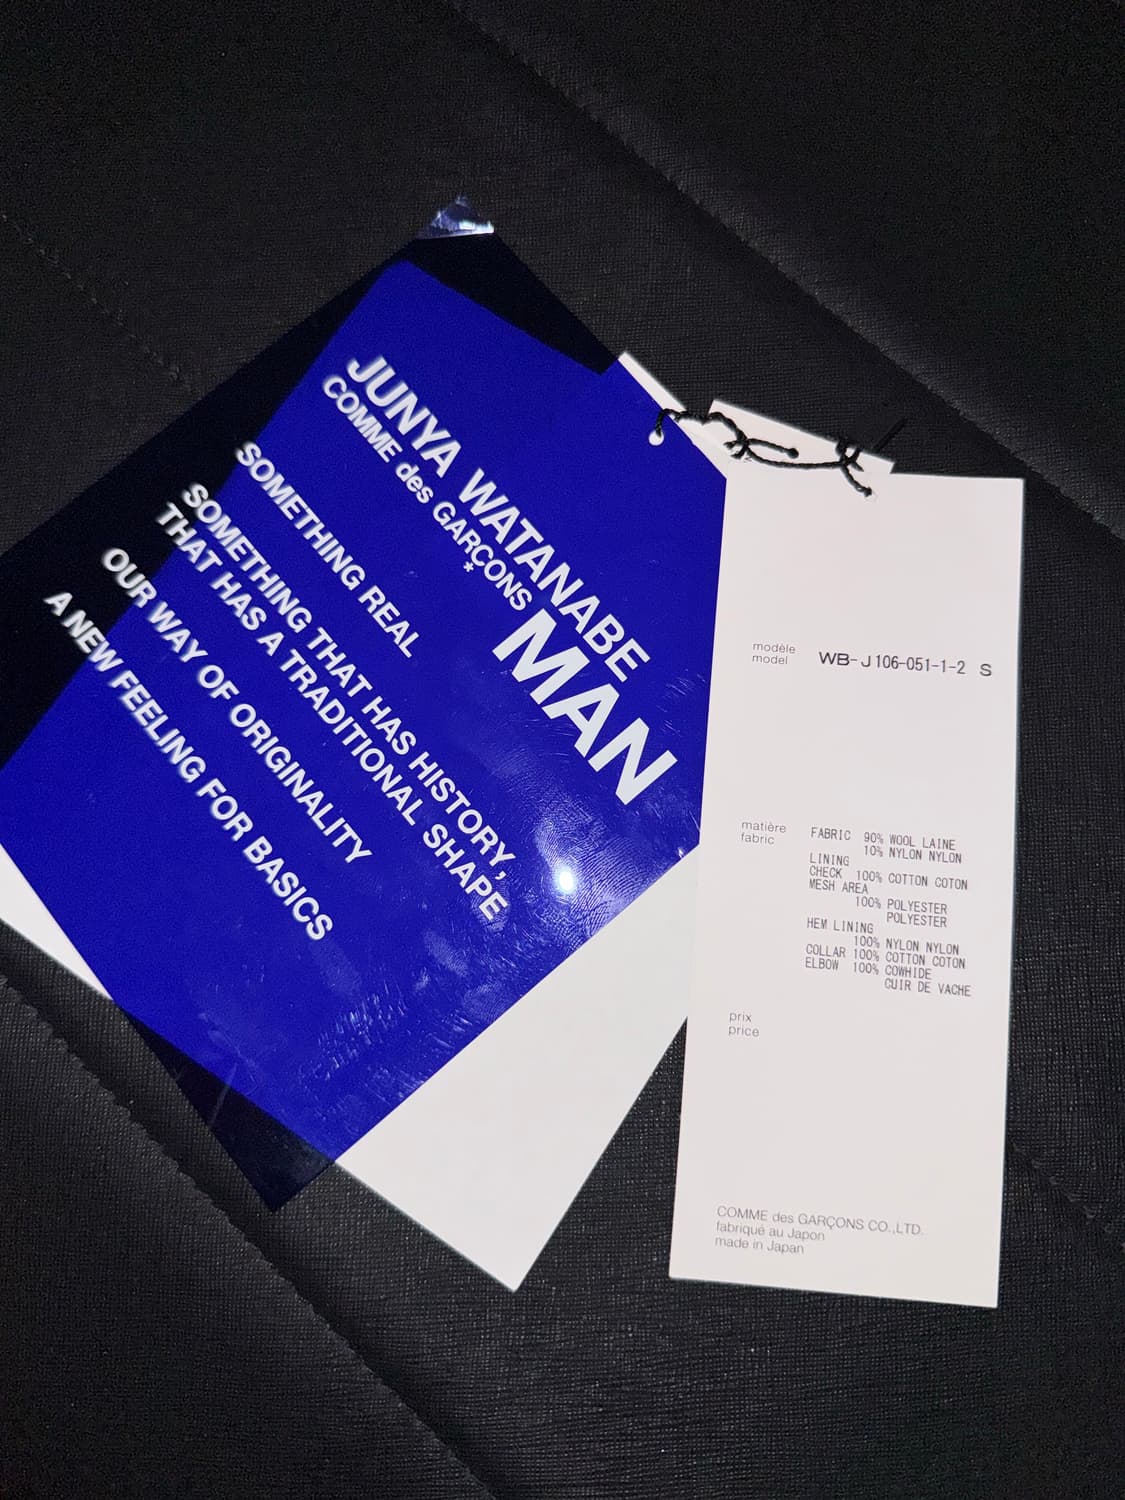 JUNYA WATANABE
COMME des GARÇONS MAN
*
SOMETHING REAL
SOMETHING THAT HAS HISTORY,
THAT HAS A TRADITIONAL SHAPE
OUR WAY OF ORIGINALITY
A NEW FEELING FOR BASICS
modèle
model WB-J106-051-1-2 S
matière
fabric
FABRIC 90% WOOL LAINE
10% NYLON NYLON
LINING
CHECK 100% COTTON COTON
MESH AREA
100% POLYESTER
POLYESTER
HEM LINING
100% NYLON NYLON
COLLAR 100% COTTON COTON
ELBOW 100% COWHIDE
CUIR DE VACHE
prix
price
COMME des GARÇONS CO.,LTD.
fabriqué au Japon
made in Japan